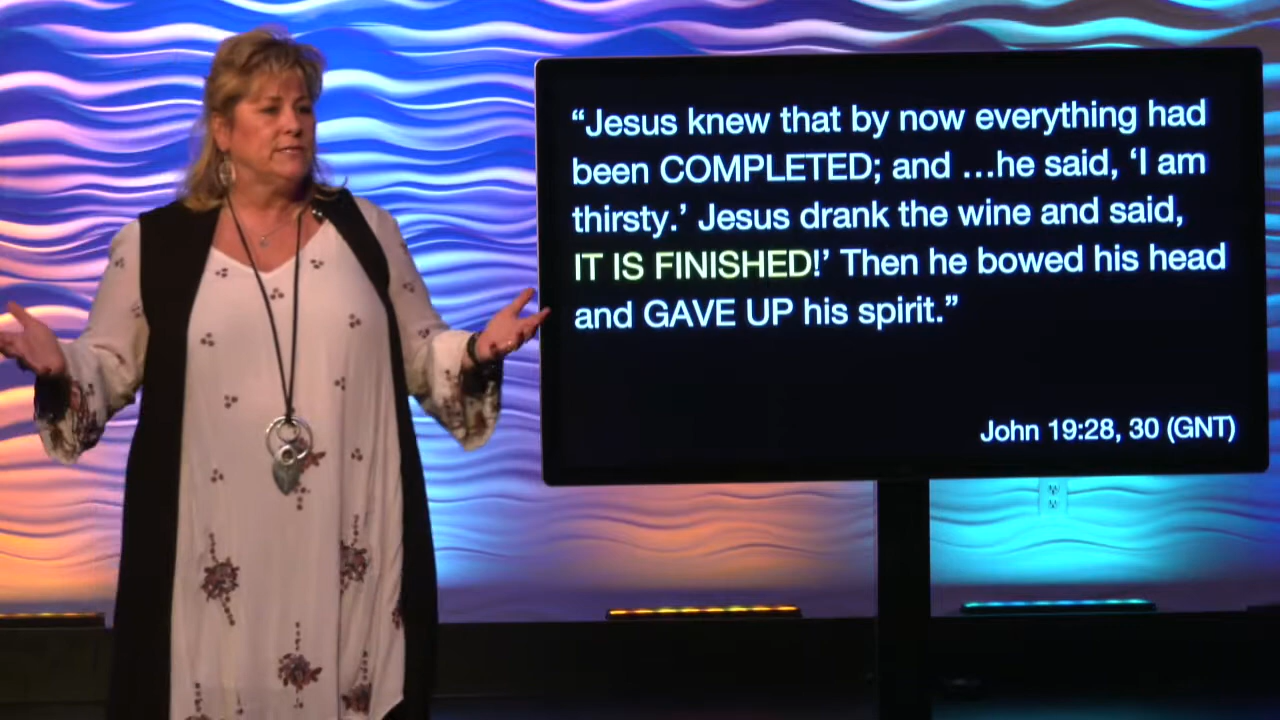 “Jesus knew that by now everything had
been COMPLETED; and …he said, ‘I am
thirsty.’ Jesus drank the wine and said,
IT IS FINISHED!’ Then he bowed his head
and GAVE UP his spirit.”
John 19:28, 30 (GNT)